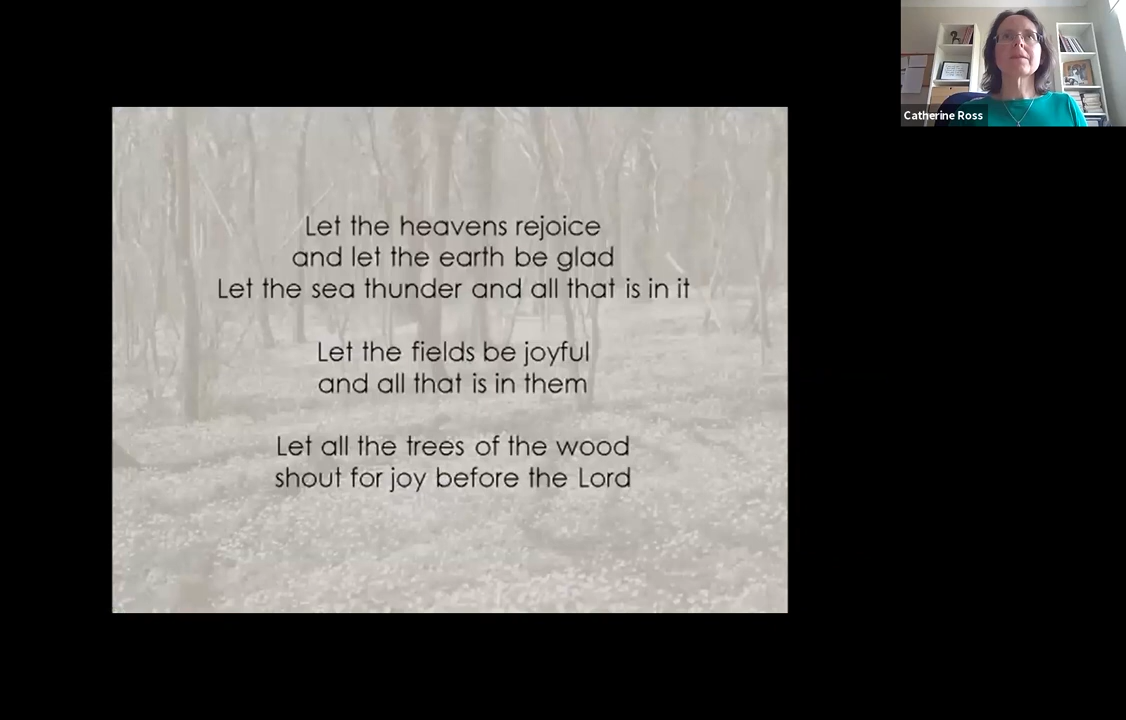 Let the heavens rejoice
and let the earth be glad
Let the sea thunder and all that is in it
Let the fields be joyful
and all that is in them
Let all the trees of the wood
shout for joy before the Lord
Catherine Ross